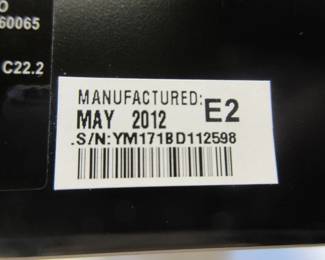 O
60065
C22.2
MANUFACTURED:
MAY 2012 E2
.S/N:YM171BD112598